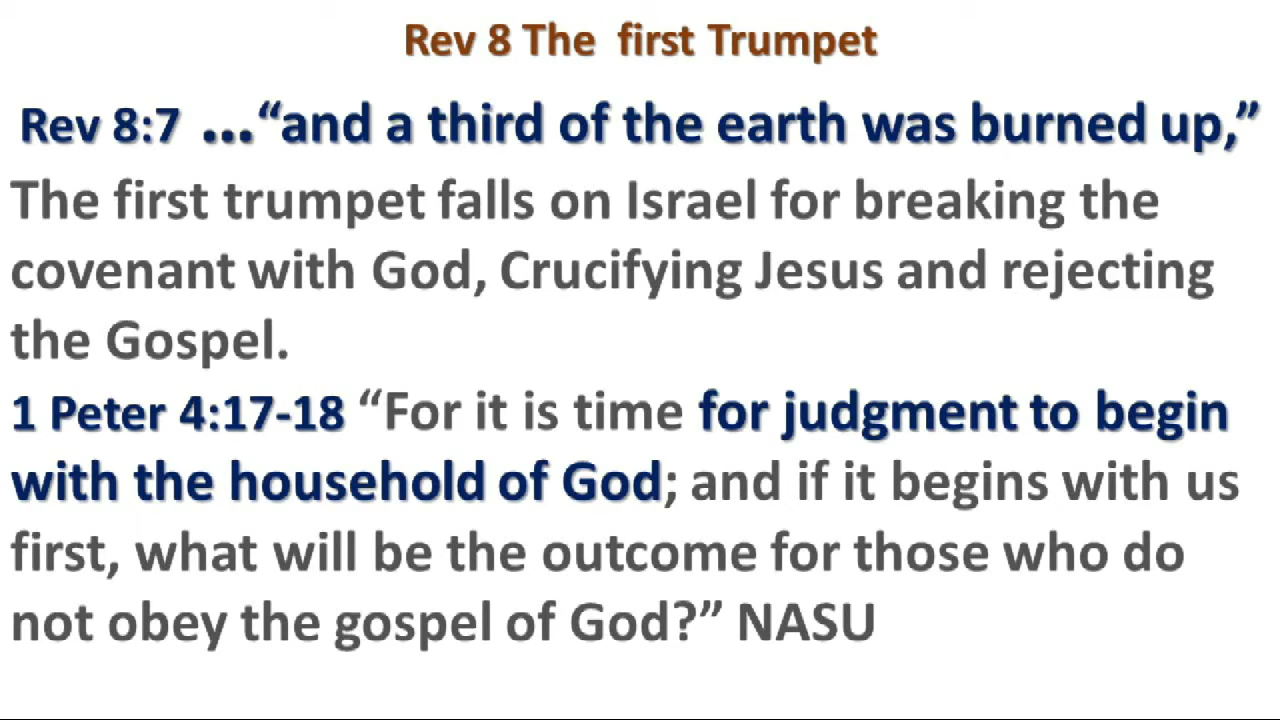 Rev 8 The first Trumpet
Rev 8:7 ...“and a third of the earth was burned up,”
The first trumpet falls on Israel for breaking the
covenant with God, Crucifying Jesus and rejecting
the Gospel.
1 Peter 4:17-18 “For it is time for judgment to begin
with the household of God; and if it begins with us
first, what will be the outcome for those who do
not obey the gospel of God?” NASU